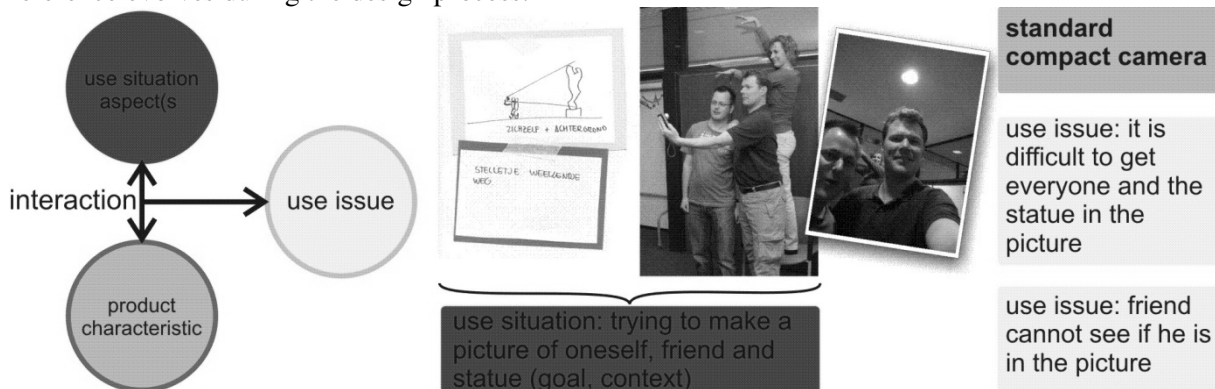 use situation
aspect(s
interaction
use issue
product
characteristic
ZICHZELF + ACHTERGROND
STELLETJE
WEG
use situation: trying to make a
picture of oneself, friend and
statue (goal, context)
standard
compact camera
use issue: it is
difficult to get
everyone and the
statue in the
picture
use issue: friend
cannot see if he is
in the picture